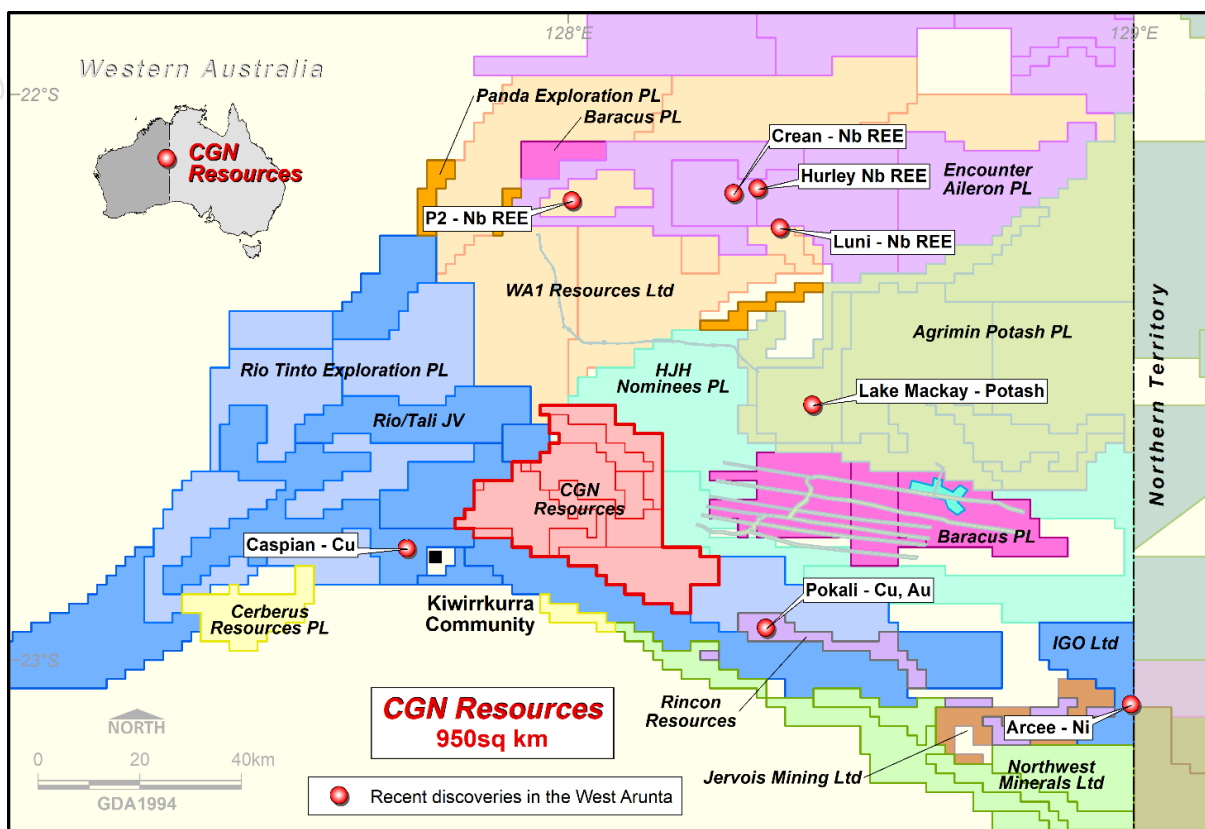 128°E
129°E
Western Australia
22°S
CGN
Resources
Panda Exploration PL
Baracus PL
Crean - Nb REE
Hurley Nb REE
Encounter
Aileron PL
P2 - Nb REE
Luni - Nb REE
WA1 Resources Ltd
Agrimin Potash PL
Northern Territory
Rio Tinto Exploration PL
HJH
Nominees PL
Lake Mackay - Potash
Rio/Tali JV
CGN
Resources
Caspian - Cu
Baracus PL
Pokali - Cu, Au
Cerberus
Resources PL
Kiwirrkurra
Community
IGO Ltd
23°S
CGN Resources
950sq km
Rincon
Resources
Arcee - Ni
NORTH
0 20 40km
GDA1994
Jervois Mining Ltd
Northwest
Minerals Ltd
Recent discoveries in the West Arunta